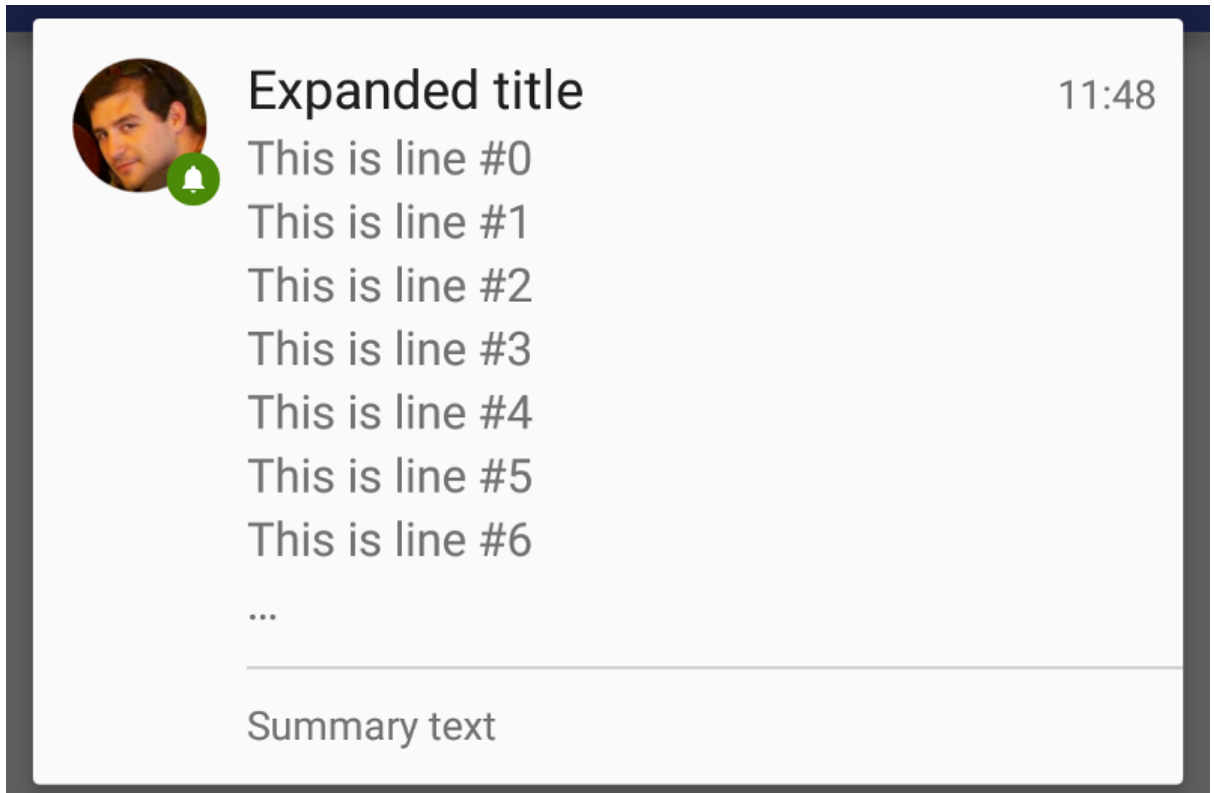 Expanded title
11:48
This is line #0
This is line #1
This is line #2
This is line #3
This is line #4
This is line #5
This is line #6
...
Summary text